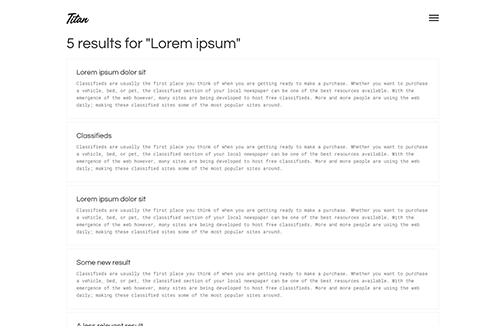 Titan
5 results for "Lorem ipsum"
Lorem ipsum dolor sit
Classifieds are usually the first place you think of when you are getting ready to make a purchase. Whether you want to purchase
a vehicle, bed, or pet, the classified section of your local newspaper can be one of the best resources available. With the
emergence of the web however, many sites are being developed to host free classifieds. More and more people are using the web
daily; making these classified sites some of the most popular sites around.
Classifieds
Classifieds are usually the first place you think of when you are getting ready to make a purchase. Whether you want to purchase
a vehicle, bed, or pet, the classified section of your local newspaper can be one of the best resources available. With the
emergence of the web however, many sites are being developed to host free classifieds. More and more people are using the web
daily; making these classified sites some of the most popular sites around.
Lorem ipsum dolor sit
Classifieds are usually the first place you think of when you are getting ready to make a purchase. Whether you want to purchase
a vehicle, bed, or pet, the classified section of your local newspaper can be one of the best resources available. With the
emergence of the web however, many sites are being developed to host free classifieds. More and more people are using the web
daily; making these classified sites some of the most popular sites around.
Some new result
Classifieds are usually the first place you think of when you are getting ready to make a purchase. Whether you want to purchase
a vehicle, bed, or pet, the classified section of your local newspaper can be one of the best resources available. With the
emergence of the web however, many sites are being developed to host free classifieds. More and more people are using the web
daily; making these classified sites some of the most popular sites around.
A less relevant result